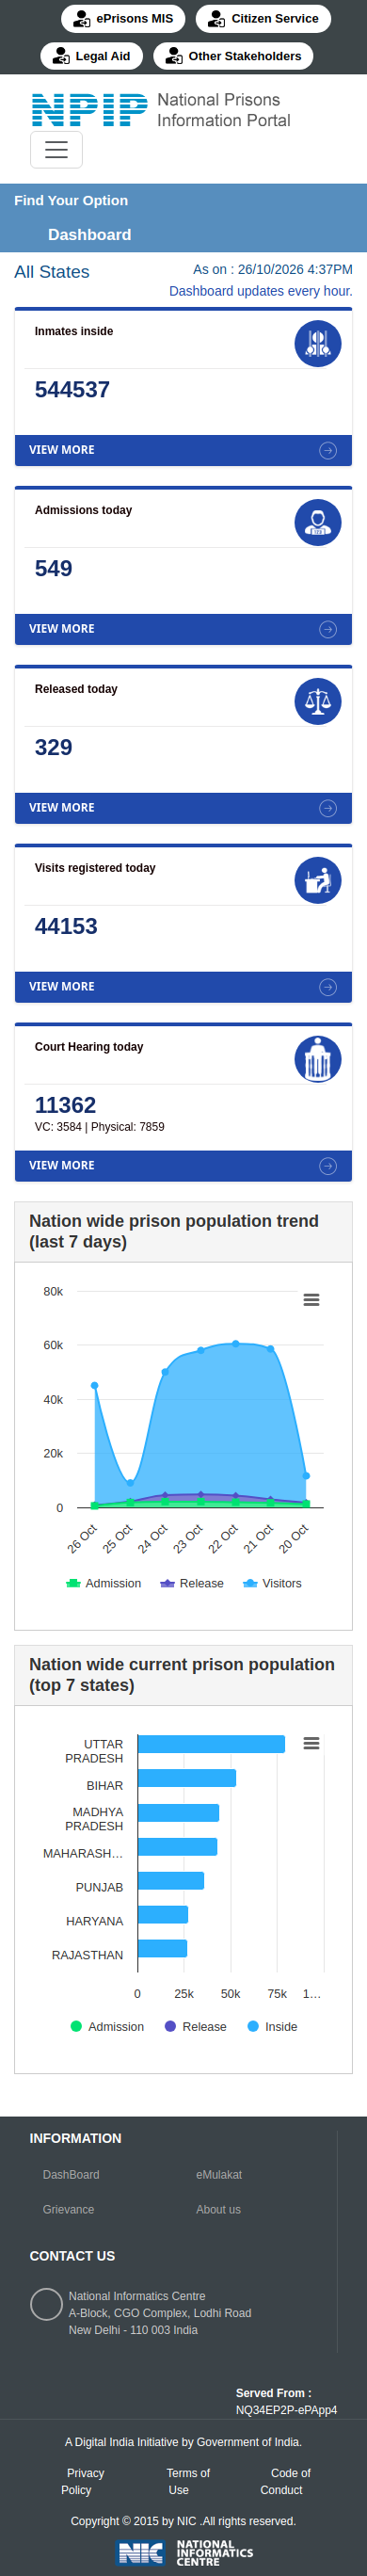 ePrisons MIS
Citizen Service
Legal Aid
Other Stakeholders
NPIP National Prisons
Information Portal
Find Your Option
Dashboard
All States
As on : 26/10/2026 4:37PM
Dashboard updates every hour.
Inmates inside
544537
VIEW MORE
Admissions today
549
VIEW MORE
Released today
329
VIEW MORE
Visits registered today
44153
VIEW MORE
Court Hearing today
11362
VC: 3584 | Physical: 7859
VIEW MORE
Nation wide prison population trend
(last 7 days)
80k
60k
40k
20k
0
26 Oct
25 Oct
24 Oct
23 Oct
22 Oct
21 Oct
20 Oct
Admission
Release
Visitors
Nation wide current prison population
(top 7 states)
UTTAR
PRADESH
BIHAR
MADHYA
PRADESH
MAHARASH…
PUNJAB
HARYANA
RAJASTHAN
0 25k 50k 75k 1…
Admission
Release
Inside
INFORMATION
DashBoard
eMulakat
Grievance
About us
CONTACT US
National Informatics Centre
A-Block, CGO Complex, Lodhi Road
New Delhi - 110 003 India
Served From :
NQ34EP2P-ePApp4
A Digital India Initiative by Government of India.
Privacy
Policy
Terms of
Use
Code of
Conduct
Copyright © 2015 by NIC .All rights reserved.
NIC
NATIONAL
INFORMATICS
CENTRE